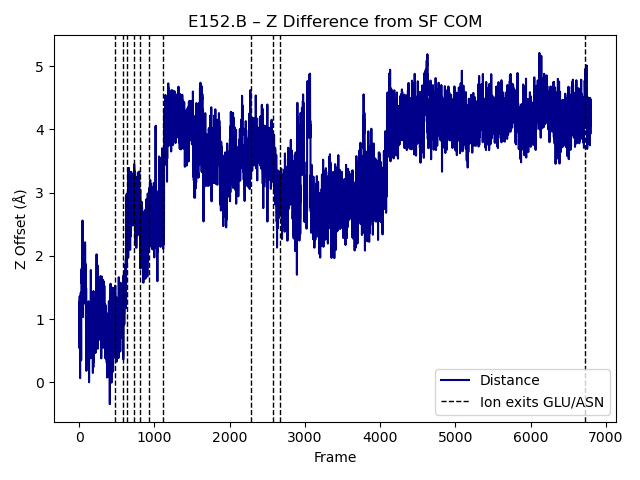 E152.B – Z Difference from SF COM
Z Offset (Å)
5
4
3
2
1
0
0 1000 2000 3000 4000 5000 6000 7000
Frame
Distance
Ion exits GLU/ASN